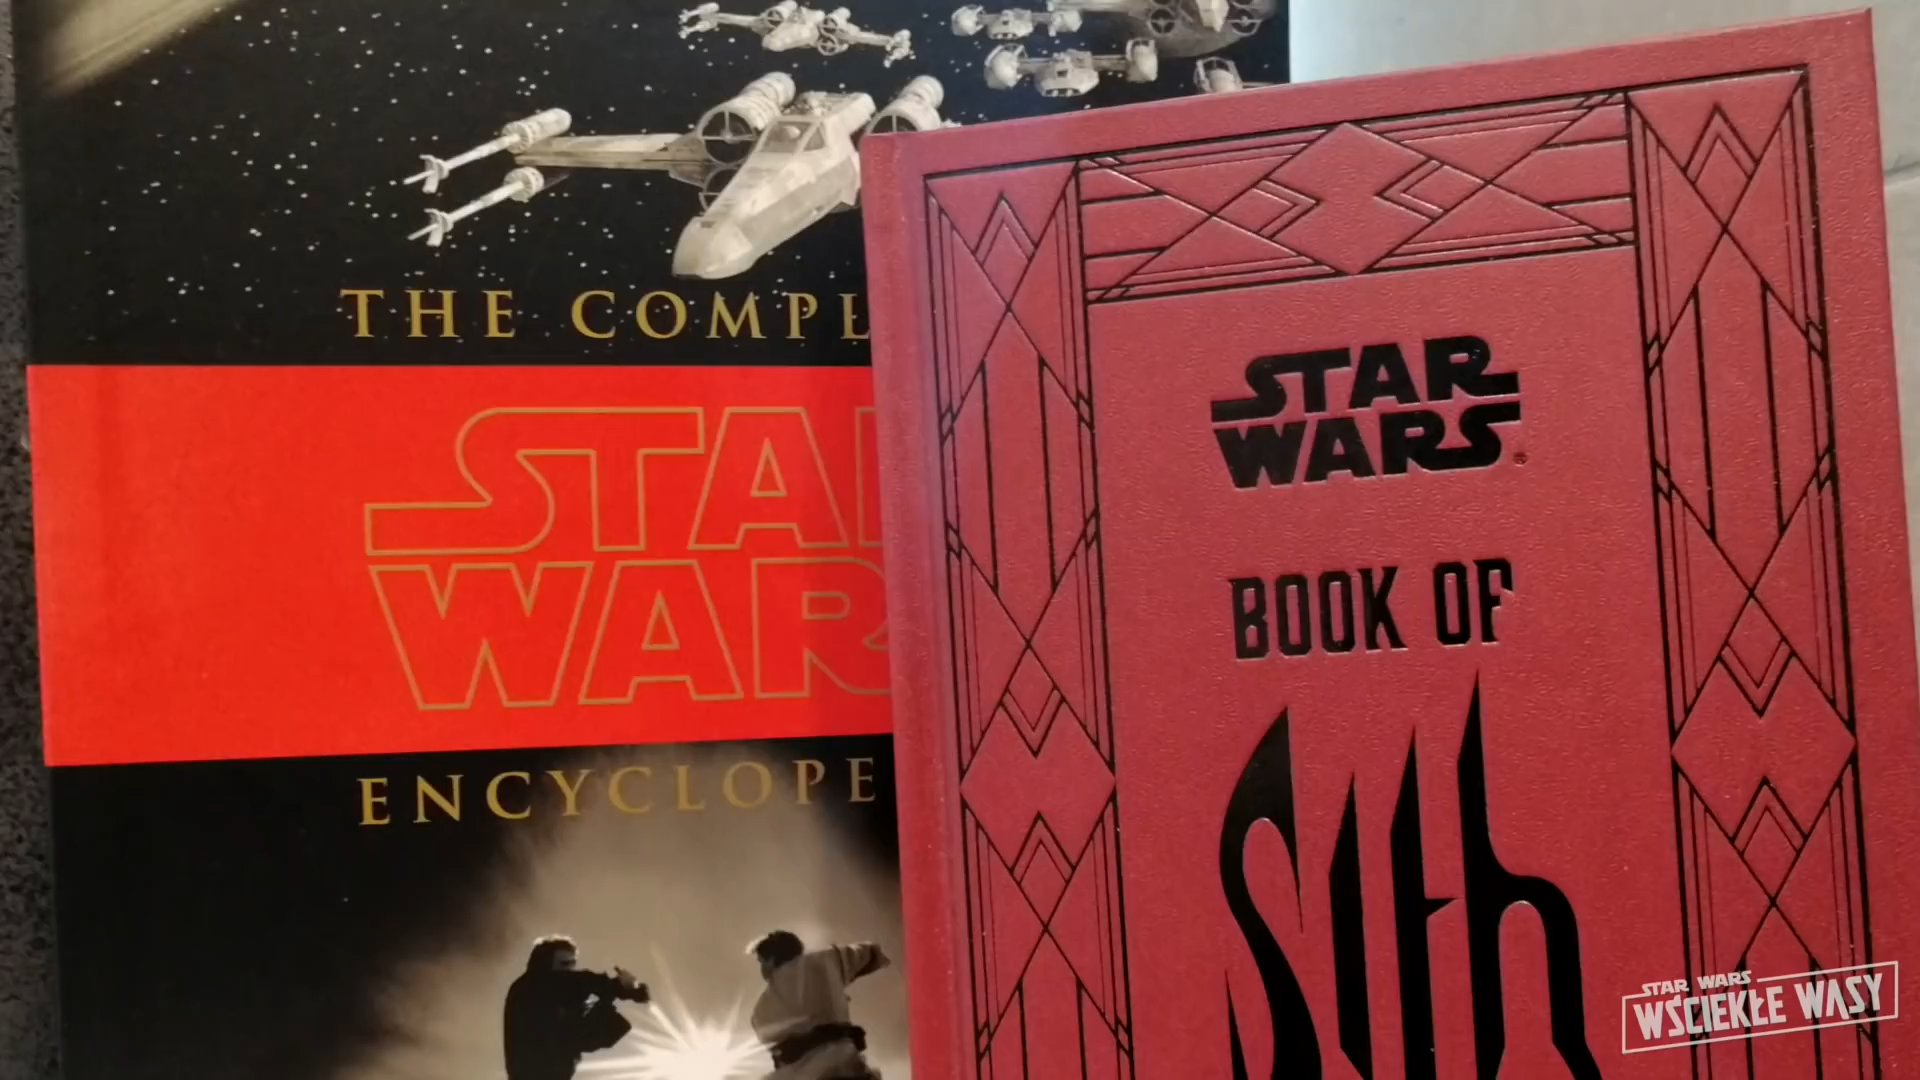 THE COMPL
STAR
WAR
ENCYCLOPE
STAR
WARS
BOOK OF
Sith
STAR WARS
WŚCIEKŁE WĄSY